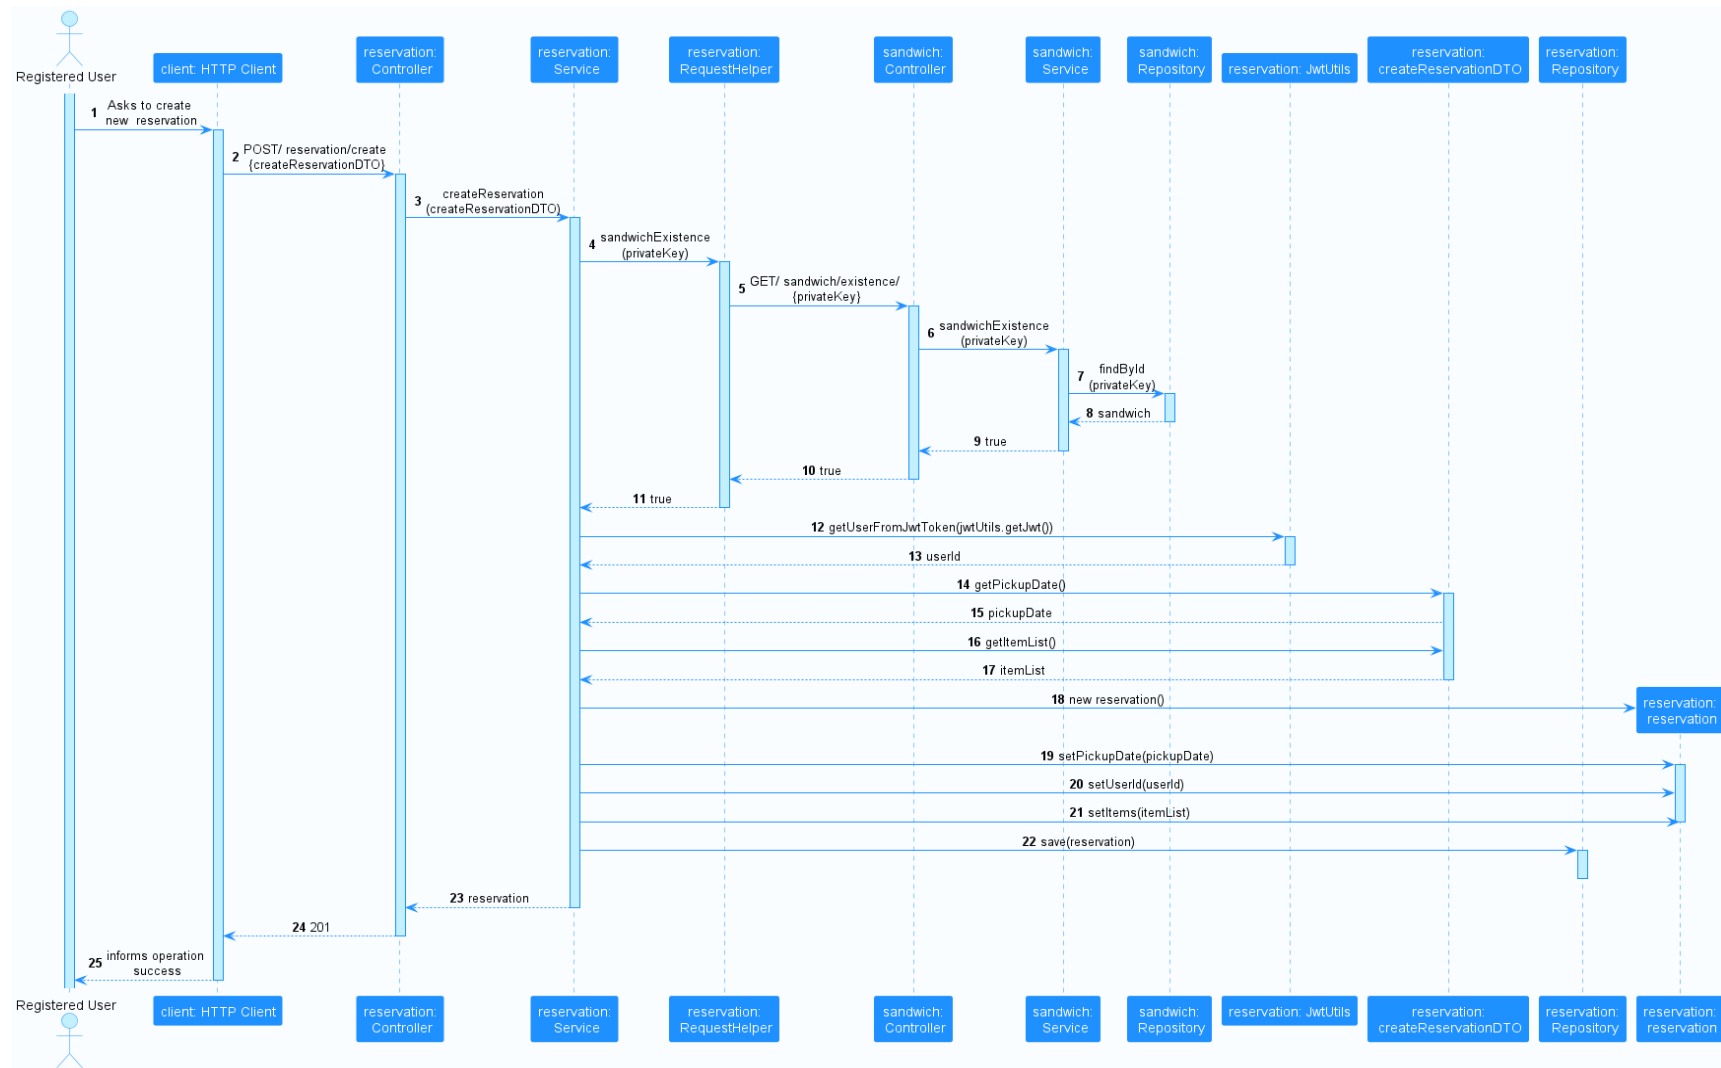 Registered User
client: HTTP Client
reservation:
Controller
reservation:
Service
reservation:
RequestHelper
sandwich:
Controller
sandwich:
Service
sandwich:
Repository
reservation: JwtUtils
reservation:
createReservationDTO
reservation:
Repository
1 Asks to create
new reservation
2 POST/ reservation/create
{createReservationDTO}
3 createReservation
(createReservationDTO)
4 sandwichExistence
(privateKey)
5 GET/ sandwich/existence/
{privateKey}
6 sandwichExistence
(privateKey)
7 findById
(privateKey)
8 sandwich
9 true
10 true
11 true
12 getUserFromJwtToken(jwtUtils.getJwt())
13 userId
14 getPickupDate()
15 pickupDate
16 getItemList()
17 itemList
18 new reservation()
reservation:
reservation
19 setPickupDate(pickupDate)
20 setUserId(userId)
21 setItems(itemList)
22 save(reservation)
23 reservation
24 201
25 informs operation
success
Registered User
client: HTTP Client
reservation:
Controller
reservation:
Service
reservation:
RequestHelper
sandwich:
Controller
sandwich:
Service
sandwich:
Repository
reservation: JwtUtils
reservation:
createReservationDTO
reservation:
Repository
reservation:
reservation